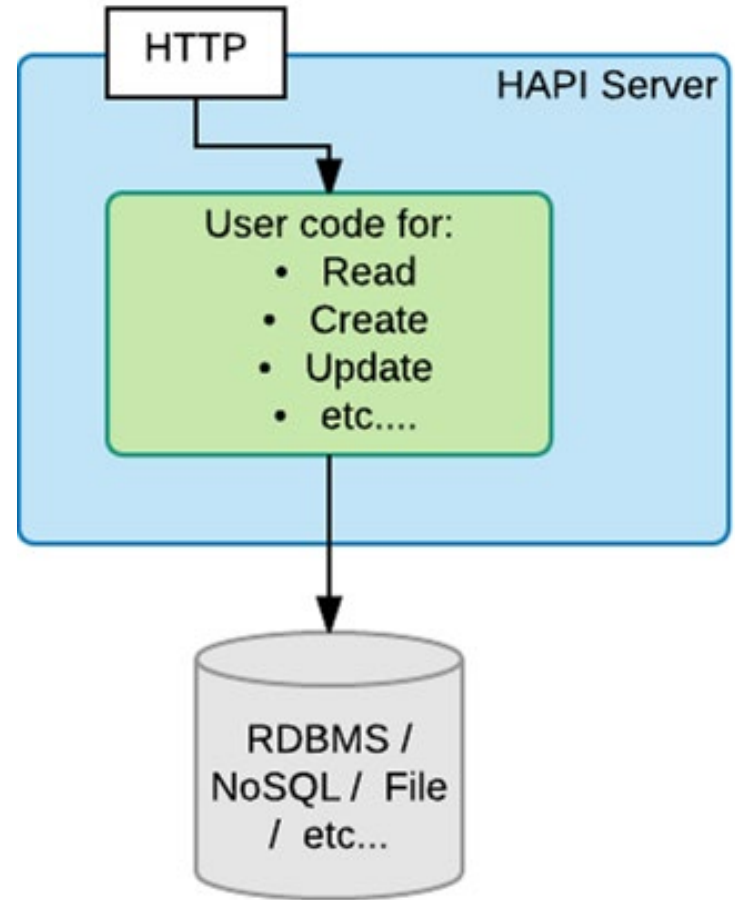 HTTP
HAPI Server
User code for:
• Read
• Create
• Update
• etc....
RDBMS /
NoSQL / File
/ etc...